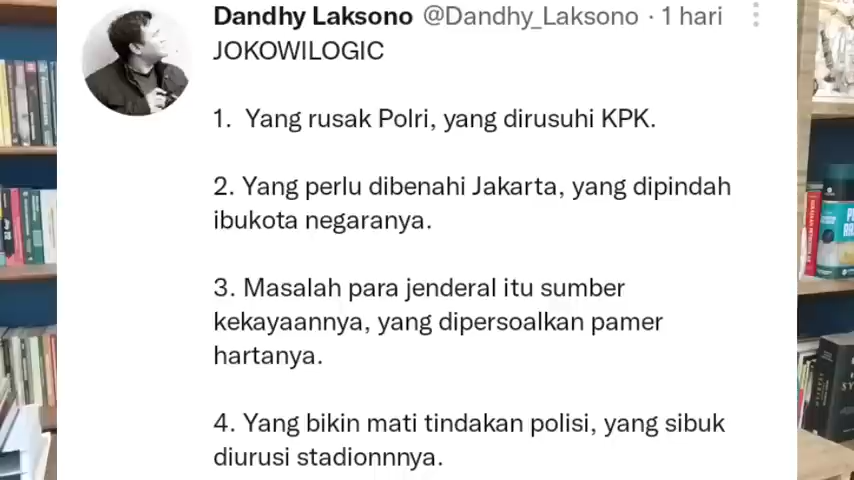 Dandhy Laksono @Dandhy_Laksono · 1 hari
JOKOWILOGIC
1. Yang rusak Polri, yang dirusuhi KPK.
2. Yang perlu dibenahi Jakarta, yang dipindah
ibukota negaranya.
3. Masalah para jenderal itu sumber
kekayaannya, yang dipersoalkan pamer
hartanya.
4. Yang bikin mati tindakan polisi, yang sibuk
diurusi stadionnnya.